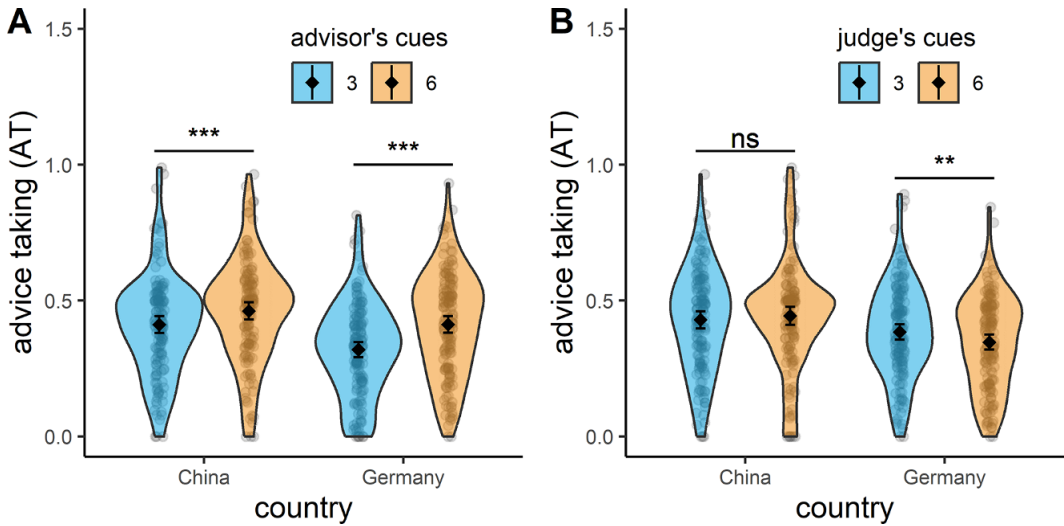 A
advisor's cues
3 6
1.5
1.0
0.5
0.0
advice taking (AT)
***
***
China Germany
country
B
judge's cues
3 6
1.5
1.0
0.5
0.0
advice taking (AT)
ns
**
China Germany
country